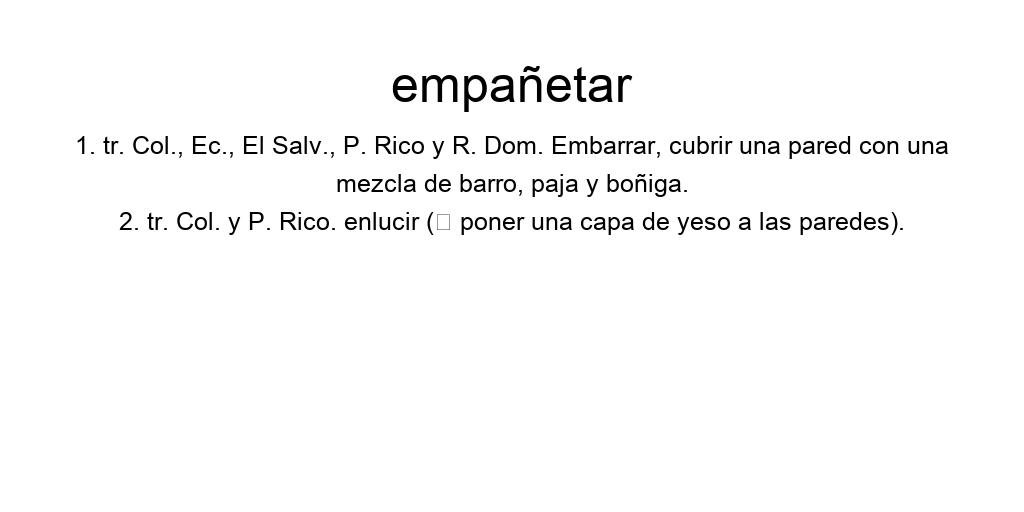 empañetar
1. tr. Col., Ec., El Salv., P. Rico y R. Dom. Embarrar, cubrir una pared con una
mezcla de barro, paja y boñiga.
2. tr. Col. y P. Rico. enlucir (□ poner una capa de yeso a las paredes).